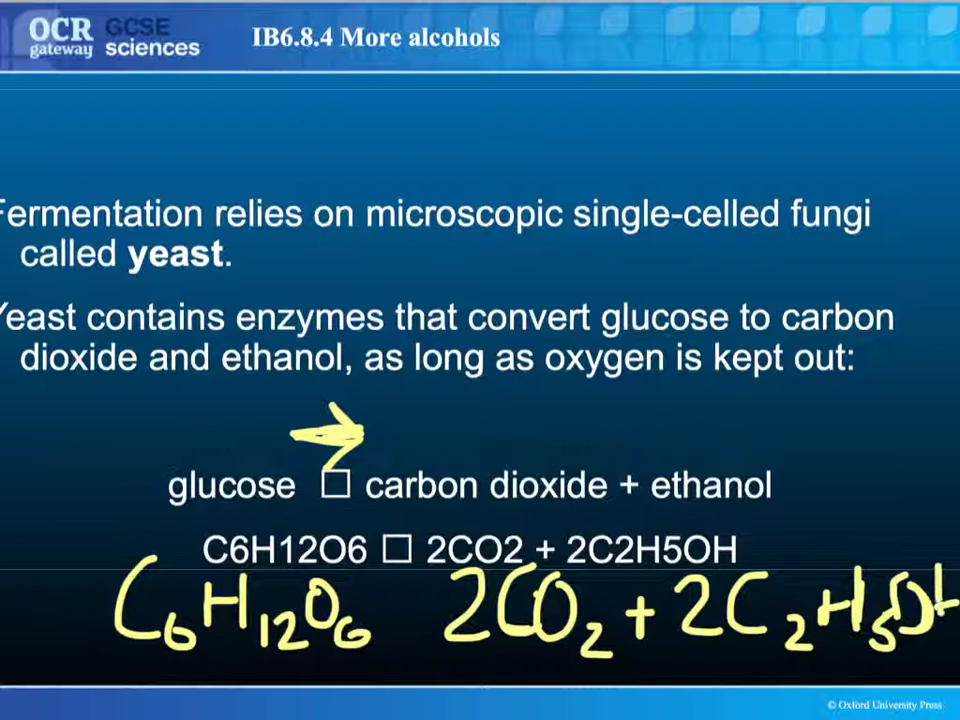 OCR GCSE
gateway sciences
IB6.8.4 More alcohols
Fermentation relies on microscopic single-celled fungi
called yeast.
Yeast contains enzymes that convert glucose to carbon
dioxide and ethanol, as long as oxygen is kept out:
→
glucose □ carbon dioxide + ethanol
C6H12O6 □ 2CO2 + 2C2H5OH
C₆H₁₂O₆ 2CO₂ + 2C₂H₅OH
© Oxford University Press